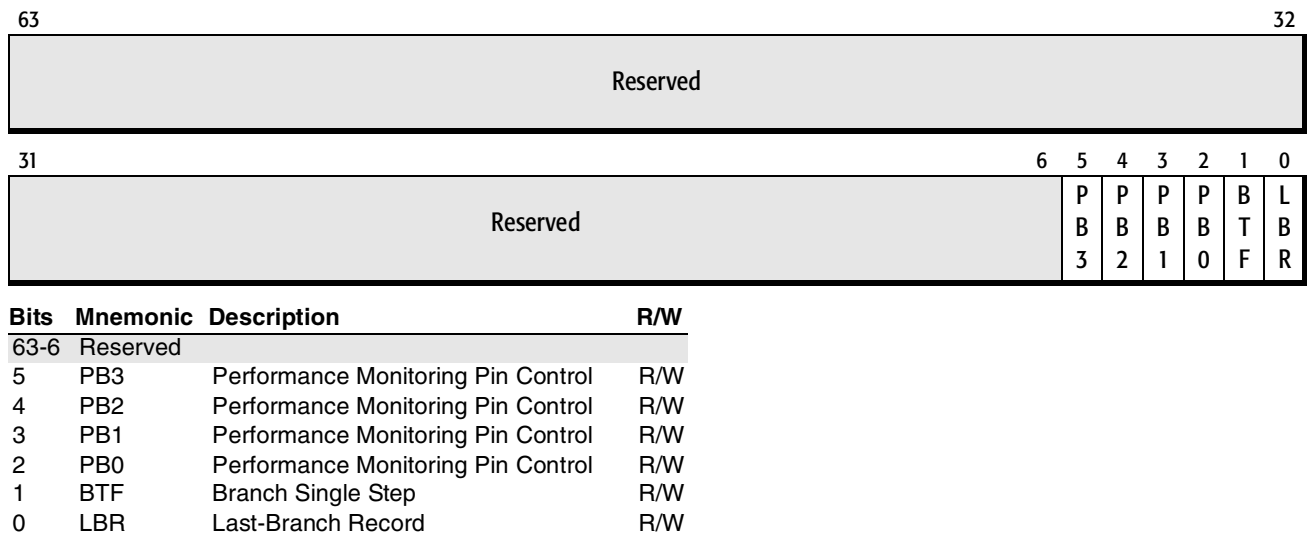 63 32
Reserved
31 6 5 4 3 2 1 0
Reserved
P P P P B L
B B B B T B
3 2 1 0 F R
Bits Mnemonic Description R/W
63-6 Reserved
5 PB3 Performance Monitoring Pin Control R/W
4 PB2 Performance Monitoring Pin Control R/W
3 PB1 Performance Monitoring Pin Control R/W
2 PB0 Performance Monitoring Pin Control R/W
1 BTF Branch Single Step R/W
0 LBR Last-Branch Record R/W